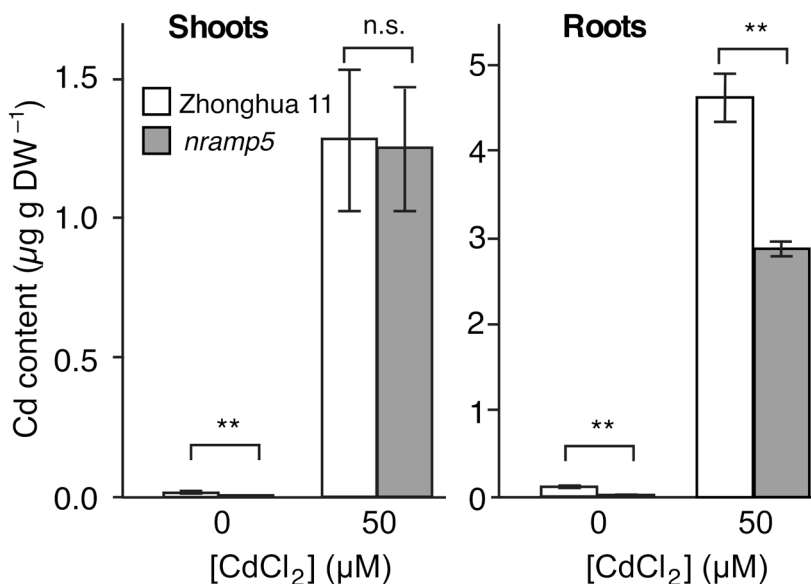 Shoots
n.s.
Roots
**
1.5
Zhonghua 11
nramp5
1.0
0.5
0.0
**
Cd content (µg g DW⁻¹)
0
50
[CdCl₂] (µM)
5
4
3
2
1
0
**
0
50
[CdCl₂] (µM)